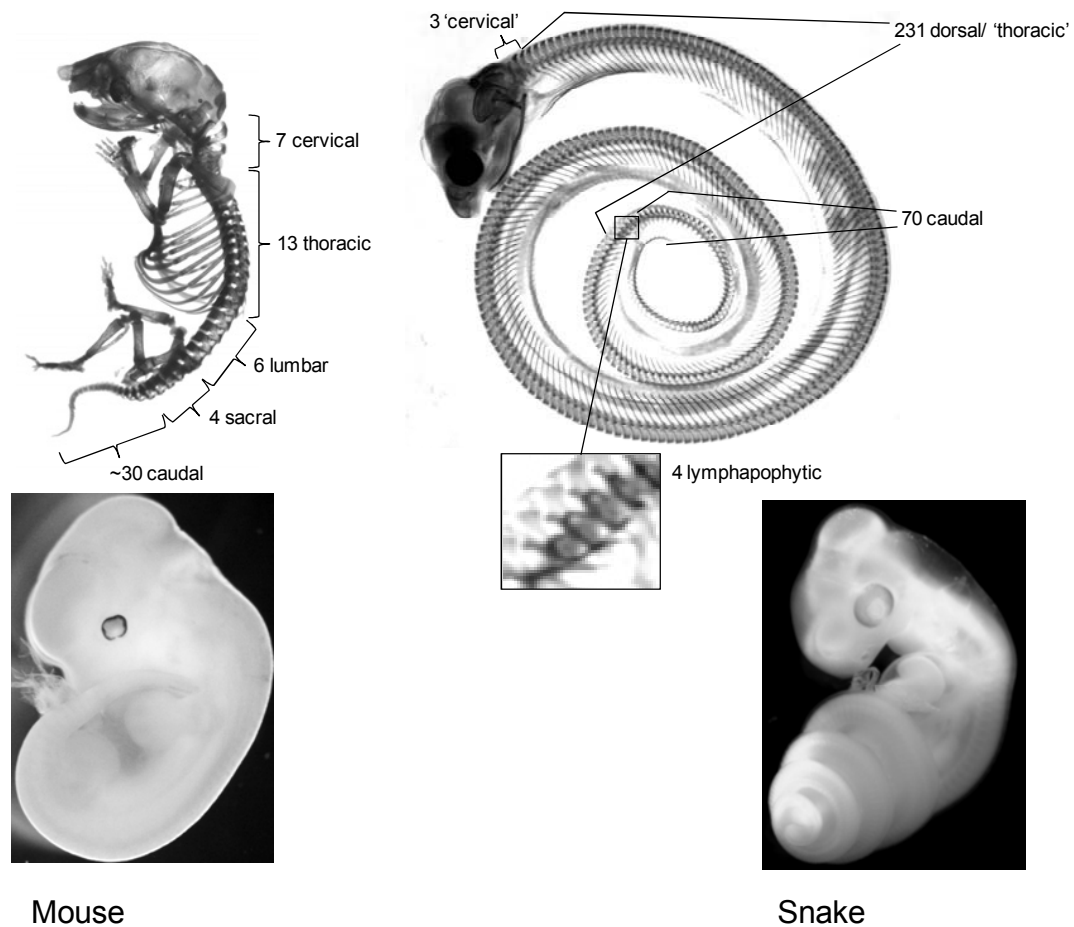 3 ‘cervical’
231 dorsal/ ‘thoracic’
7 cervical
13 thoracic
70 caudal
6 lumbar
4 sacral
~30 caudal
4 lymphapophytic
Mouse
Snake